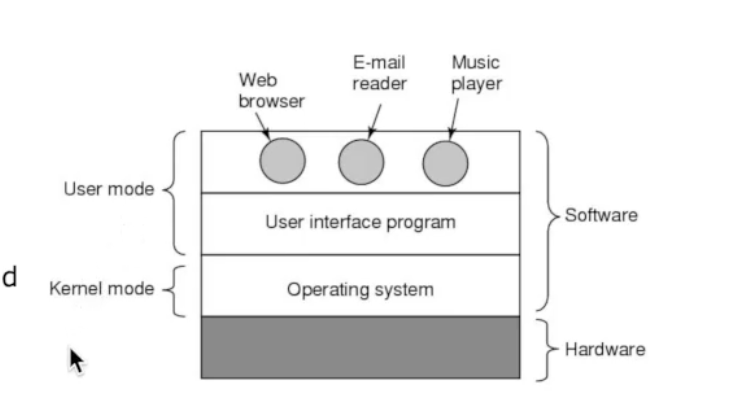 Web
browser
E-mail
reader
Music
player
User mode
User interface program
Software
d
Kernel mode
Operating system
Hardware